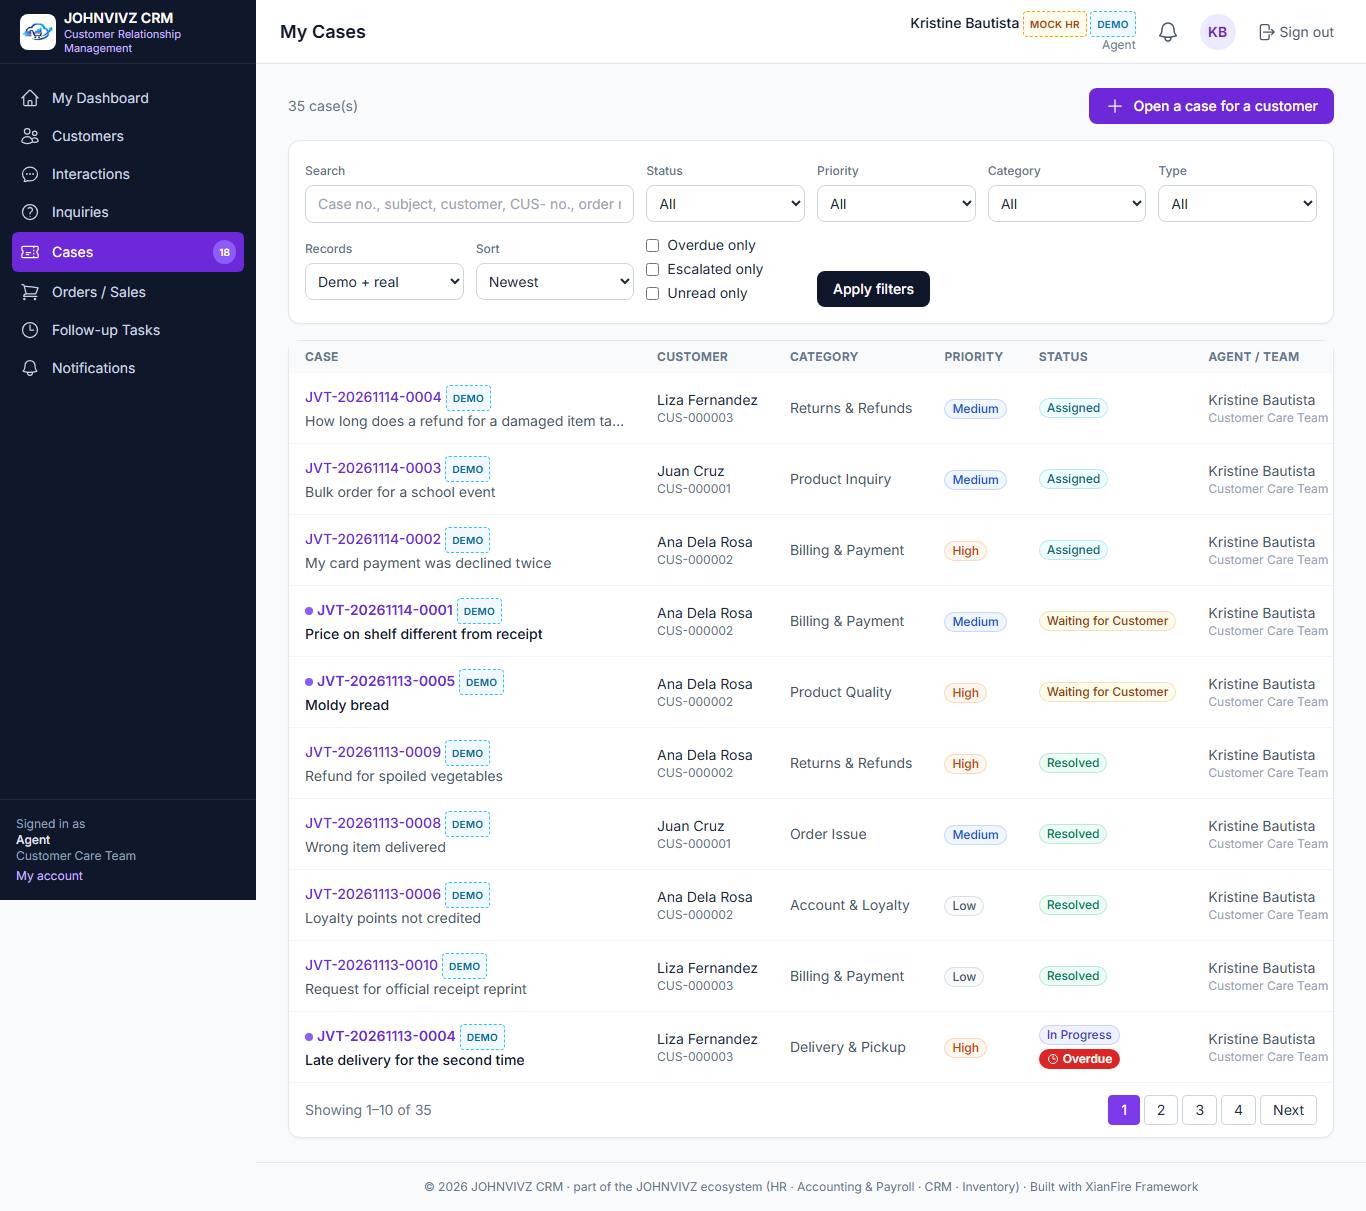 JOHNVIVZ CRM
Customer Relationship
Management
My Dashboard
Customers
Interactions
Inquiries
Cases 18
Orders / Sales
Follow-up Tasks
Notifications
Signed in as
Agent
Customer Care Team
My account
My Cases
Kristine Bautista MOCK HR DEMO
Agent
KB
Sign out
35 case(s)
Open a case for a customer
Search Status Priority Category Type
Case no., subject, customer, CUS- no., order All All All All
Records Sort
Demo + real Newest
Overdue only
Escalated only
Unread only
Apply filters
CASE CUSTOMER CATEGORY PRIORITY STATUS AGENT / TEAM
JVT-20261114-0004 DEMO Liza Fernandez Returns & Refunds Medium Assigned Kristine Bautista
How long does a refund for a damaged item ta... CUS-000003 Customer Care Team
JVT-20261114-0003 DEMO Juan Cruz Product Inquiry Medium Assigned Kristine Bautista
Bulk order for a school event CUS-000001 Customer Care Team
JVT-20261114-0002 DEMO Ana Dela Rosa Billing & Payment High Assigned Kristine Bautista
My card payment was declined twice CUS-000002 Customer Care Team
JVT-20261114-0001 DEMO Ana Dela Rosa Billing & Payment Medium Waiting for Customer Kristine Bautista
Price on shelf different from receipt CUS-000002 Customer Care Team
JVT-20261113-0005 DEMO Ana Dela Rosa Product Quality High Waiting for Customer Kristine Bautista
Moldy bread CUS-000002 Customer Care Team
JVT-20261113-0009 DEMO Ana Dela Rosa Returns & Refunds High Resolved Kristine Bautista
Refund for spoiled vegetables CUS-000002 Customer Care Team
JVT-20261113-0008 DEMO Juan Cruz Order Issue Medium Resolved Kristine Bautista
Wrong item delivered CUS-000001 Customer Care Team
JVT-20261113-0006 DEMO Ana Dela Rosa Account & Loyalty Low Resolved Kristine Bautista
Loyalty points not credited CUS-000002 Customer Care Team
JVT-20261113-0010 DEMO Liza Fernandez Billing & Payment Low Resolved Kristine Bautista
Request for official receipt reprint CUS-000003 Customer Care Team
JVT-20261113-0004 DEMO Liza Fernandez Delivery & Pickup High In Progress Kristine Bautista
Late delivery for the second time CUS-000003 Overdue Customer Care Team
Showing 1–10 of 35 1 2 3 4 Next
© 2026 JOHNVIVZ CRM · part of the JOHNVIVZ ecosystem (HR · Accounting & Payroll · CRM · Inventory) · Built with XianFire Framework